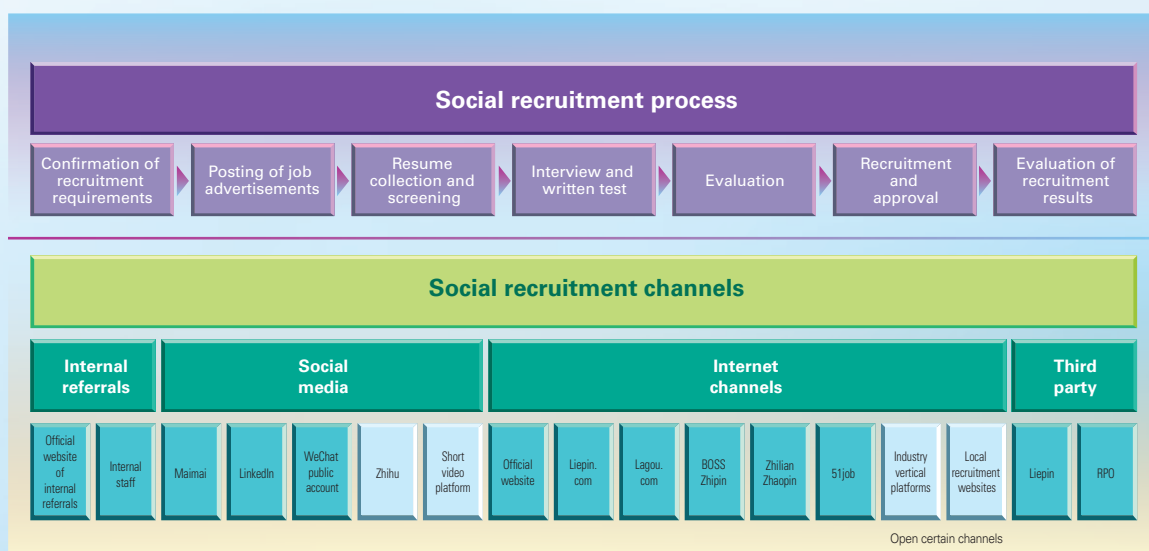 Social recruitment process
Confirmation of
recruitment
requirements
Posting of job
advertisements
Resume
collection and
screening
Interview and
written test
Evaluation
Recruitment
and
approval
Evaluation of
recruitment
results
Social recruitment channels
Internal
referrals
Social
media
Internet
channels
Third
party
Official
website
of
internal
referrals
Internal
staff
Maimai
LinkedIn
WeChat
public
account
Zhihu
Short
video
platform
Official
website
Liepin.
com
Lagou.
com
BOSS
Zhipin
Zhilian
Zhaopin
51job
Industry
vertical
platforms
Local
recruitment
websites
Liepin
RPO
Open certain channels